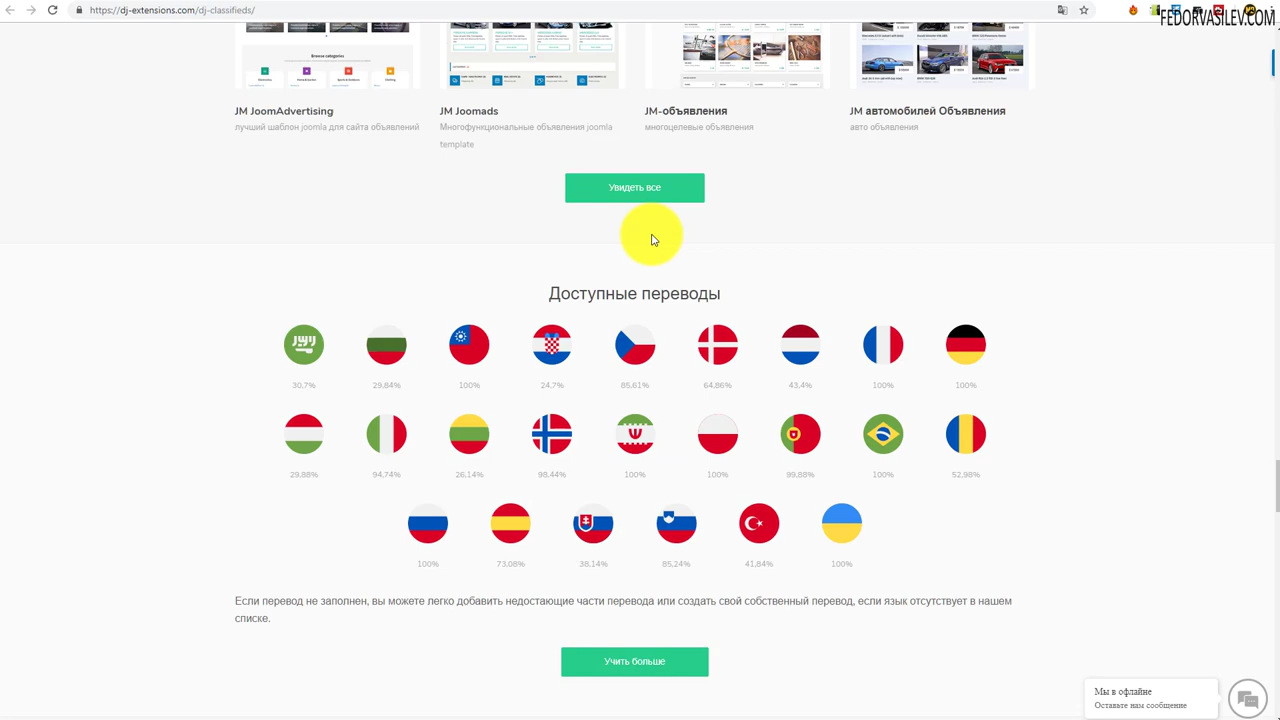 https://dj-extensions.com/dj-classifieds/
FEDORVASILEV.COM
Browse categories
JM JoomAdvertising
JM Joomads
JM-объявления
JM автомобилей Объявления
лучший шаблон joomla для сайта объявлений
Многофункциональные объявления joomla
template
многоцелевые объявления
авто объявления
Увидеть все
Доступные переводы
30,7%
29,84%
100%
24,7%
85,61%
64,86%
43,4%
100%
100%
29,88%
94,74%
26,14%
98,44%
100%
100%
99,88%
100%
52,98%
100%
73,08%
38,14%
85,24%
41,84%
100%
Если перевод не заполнен, вы можете легко добавить недостающие части перевода или создать свой собственный перевод, если язык отсутствует в нашем
списке.
Учить больше
Мы в офлайне
Оставьте нам сообщение